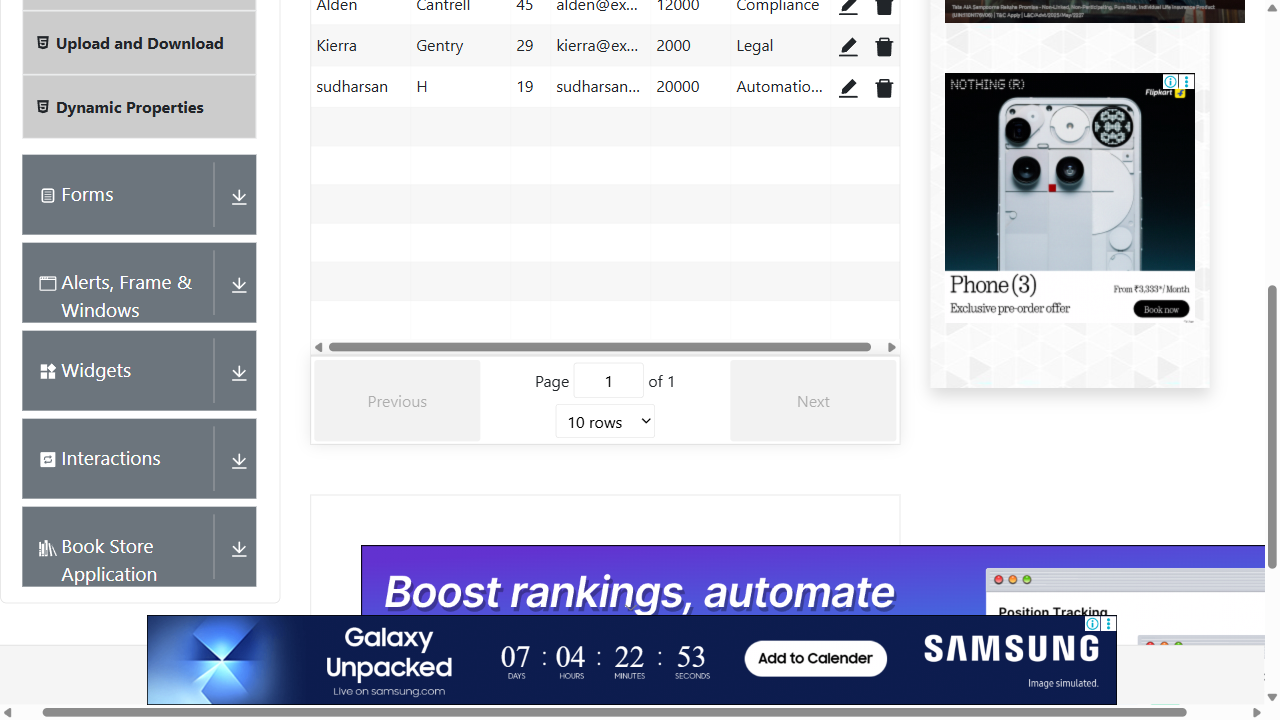 Upload and Download
Dynamic Properties
Forms
Alerts, Frame &
Windows
Widgets
Interactions
Book Store
Application
Alden Cantrell 45 alden@ex... 12000 Compliance
Kierra Gentry 29 kierra@ex... 2000 Legal
sudharsan H 19 sudharsan... 20000 Automatio...
Previous
Page 1 of 1
10 rows
Next
NOTHING (R)
Flipkart
Phone (3)
Exclusive pre-order offer
From ₹3,333*/Month
Book now
Boost rankings, automate
Position Tracking
Galaxy
Unpacked
Live on samsung.com
07 : 04 : 22 : 53
DAYS HOURS MINUTES SECONDS
Add to Calender
SAMSUNG
Image simulated.